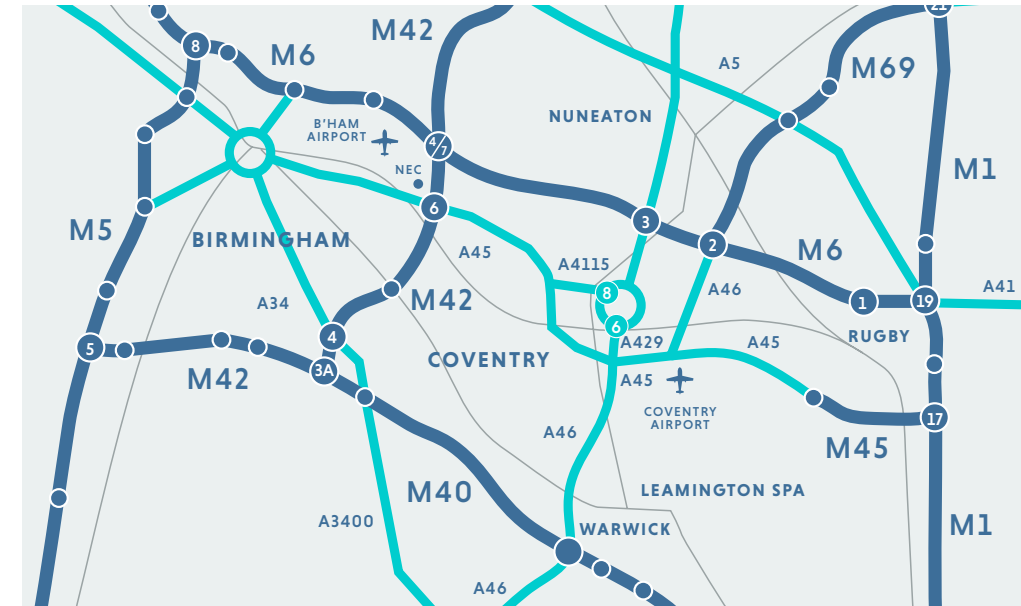 21
M42
8
M6
A5
M69
B'HAM
AIRPORT
NUNEATON
4/7
NEC
M1
6
3
M5
BIRMINGHAM
2
A45
M6
A4115
8
A46
A41
A34
M42
1
19
6
4
RUGBY
A429
A45
5
COVENTRY
3A
M42
A45
COVENTRY
AIRPORT
17
A46
M45
M40
LEAMINGTON SPA
A3400
WARWICK
M1
A46